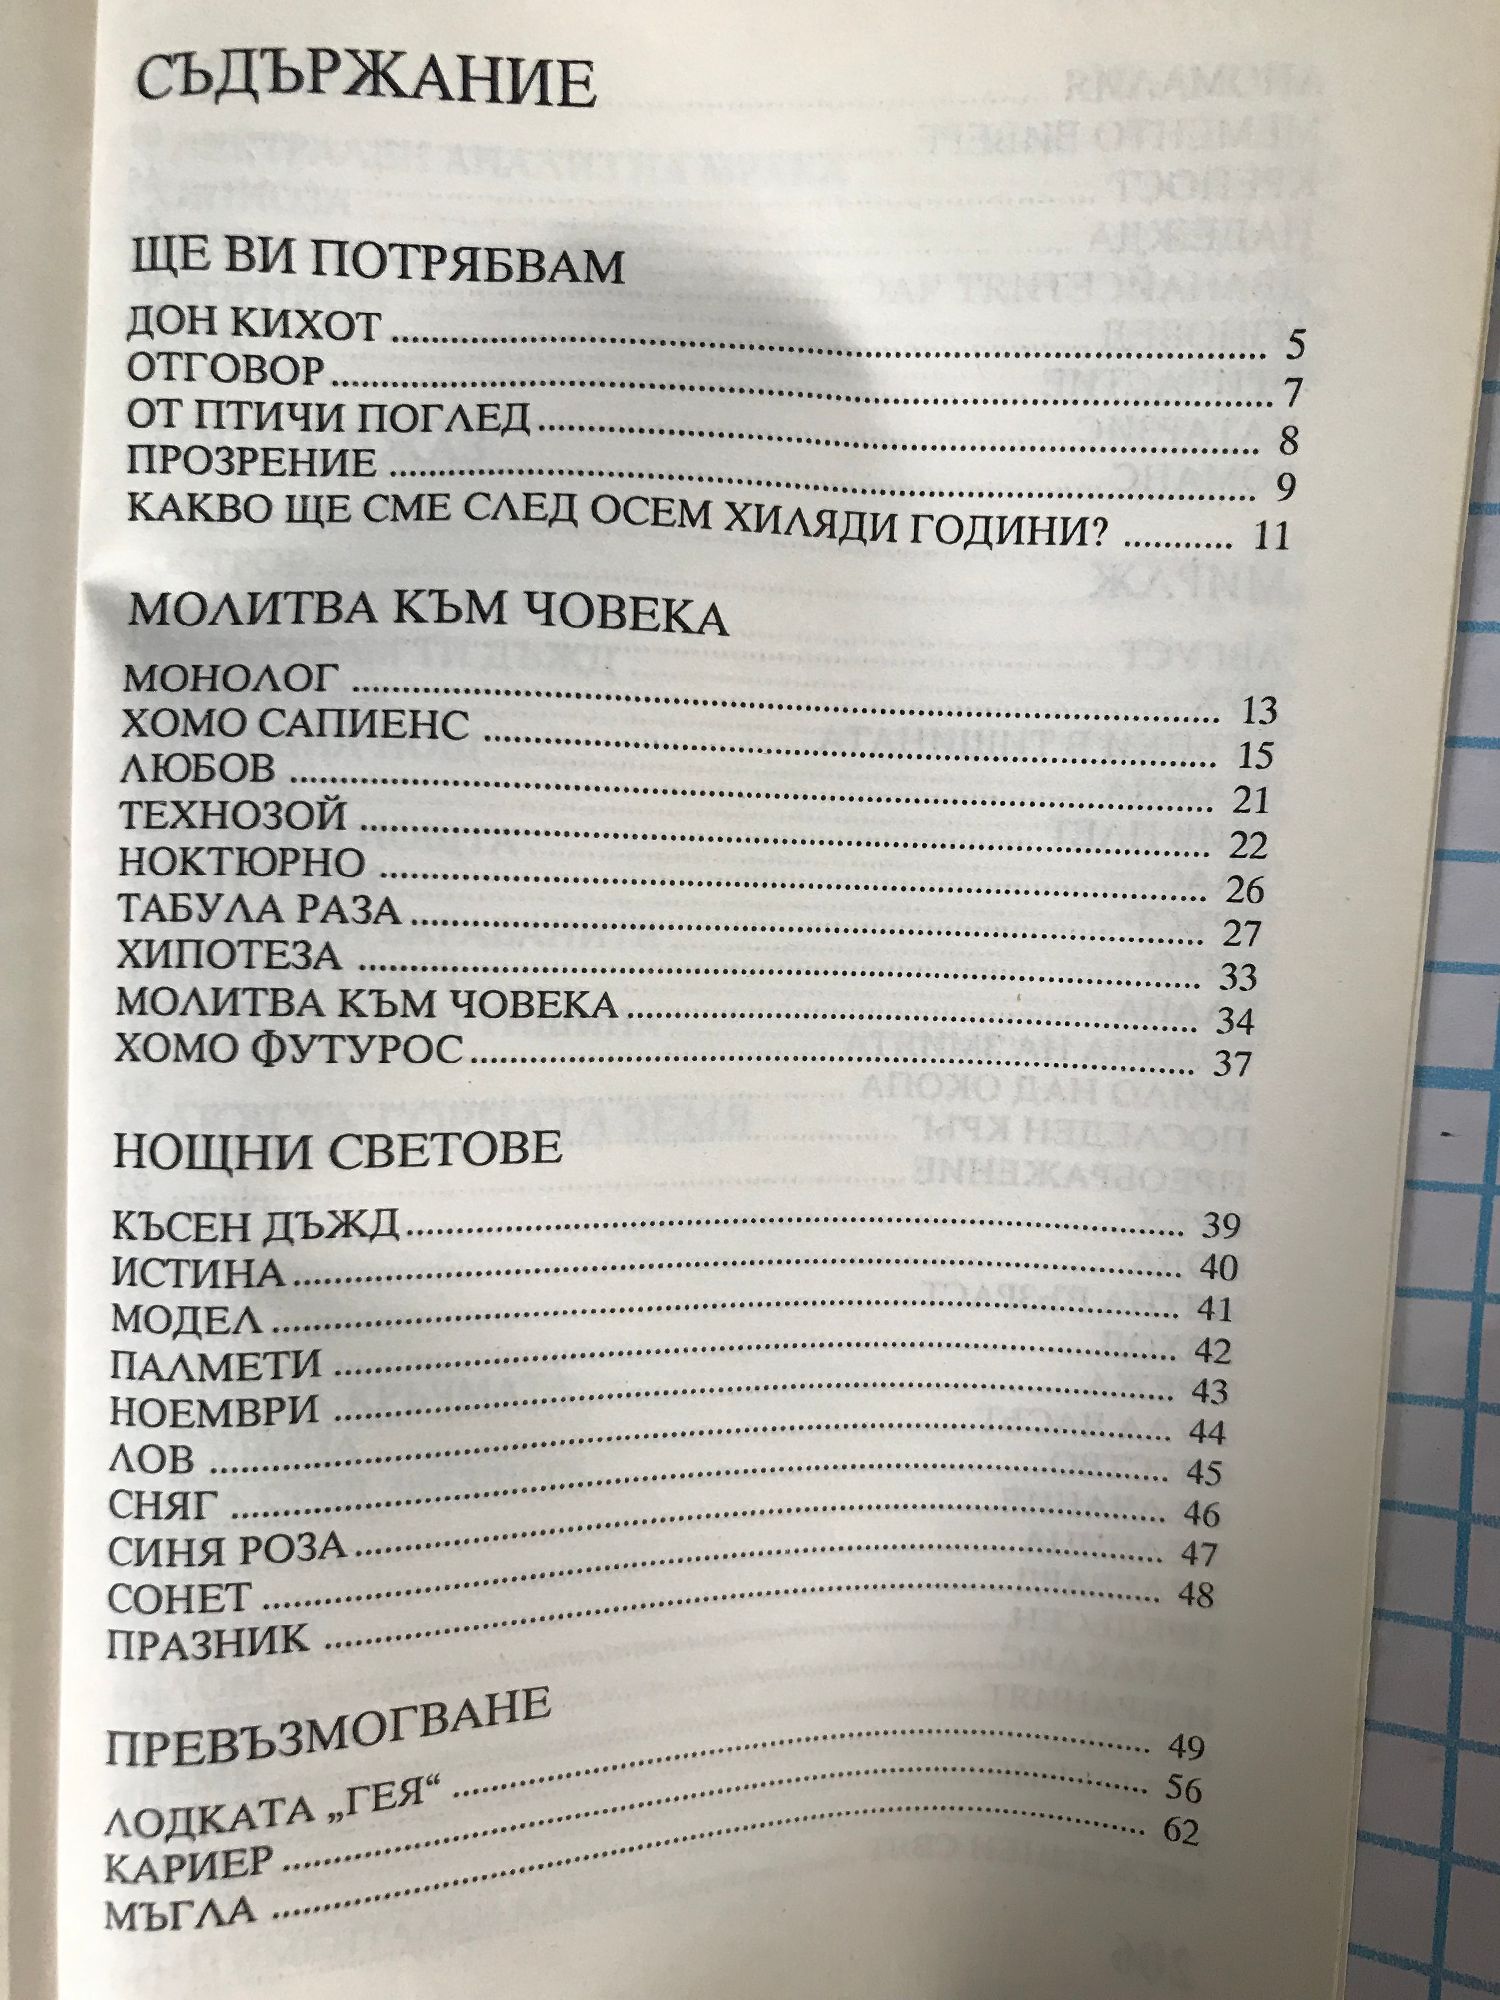 СЪДЪРЖАНИЕ
ЩЕ ВИ ПОТРЯБВАМ
ДОН КИХОТ ........ 5
ОТГОВОР ........ 7
ОТ ПТИЧИ ПОГЛЕД ........ 8
ПРОЗРЕНИЕ ........ 9
КАКВО ЩЕ СМЕ СЛЕД ОСЕМ ХИЛЯДИ ГОДИНИ? ........ 11
МОЛИТВА КЪМ ЧОВЕКА
МОНОЛОГ ........ 13
ХОМО САПИЕНС ........ 15
ЛЮБОВ ........ 21
ТЕХНОЗОЙ ........ 22
НОКТЮРНО ........ 26
ТАБУЛА РАЗА ........ 27
ХИПОТЕЗА ........ 33
МОЛИТВА КЪМ ЧОВЕКА ........ 34
ХОМО ФУТУРОС ........ 37
НОЩНИ СВЕТОВЕ
КЪСЕН ДЪЖД ........ 39
ИСТИНА ........ 40
МОДЕЛ ........ 41
ПАЛМЕТИ ........ 42
НОЕМВРИ ........ 43
ЛОВ ........ 44
СНЯГ ........ 45
СИНЯ РОЗА ........ 46
СОНЕТ ........ 47
ПРАЗНИК ........ 48
ПРЕВЪЗМОГВАНЕ
ЛОДКАТА „ГЕЯ“ ........ 49
КАРИЕР ........ 56
МЪГЛА ........ 62